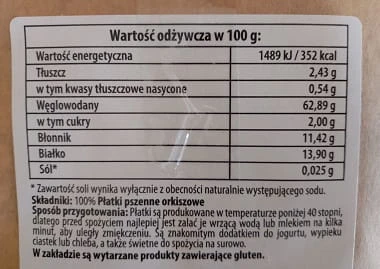 Wartość odżywcza w 100 g:
Wartość energetyczna 1489 kJ / 352 kcal
Tłuszcz 2,43 g
w tym kwasy tłuszczowe nasycone 0,54 g
Węglowodany 62,89 g
w tym cukry 2,00 g
Błonnik 11,42 g
Białko 13,90 g
Sól* 0,025 g
* Zawartość soli wynika wyłącznie z obecności naturalnie występującego sodu.
Składniki: 100% Płatki pszenne orkiszowe
Sposób przygotowania: Płatki są produkowane w temperaturze poniżej 40 stopni,
dlatego przed spożyciem najlepiej jest zalać je wrzącą wodą lub mlekiem na kilka
minut, aby uległy zmiękczeniu. Są znakomitym dodatkiem do jogurtu, wypieku
ciastek lub chleba, a także świetne do spożycia na surowo.
W zakładzie są wytarzane produkty zawierające gluten.